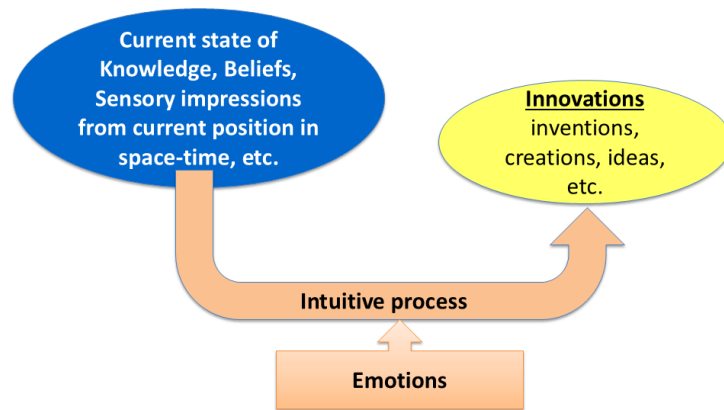 Current state of
Knowledge, Beliefs,
Sensory impressions
from current position in
space-time, etc.
Innovations
inventions,
creations, ideas,
etc.
Intuitive process
Emotions